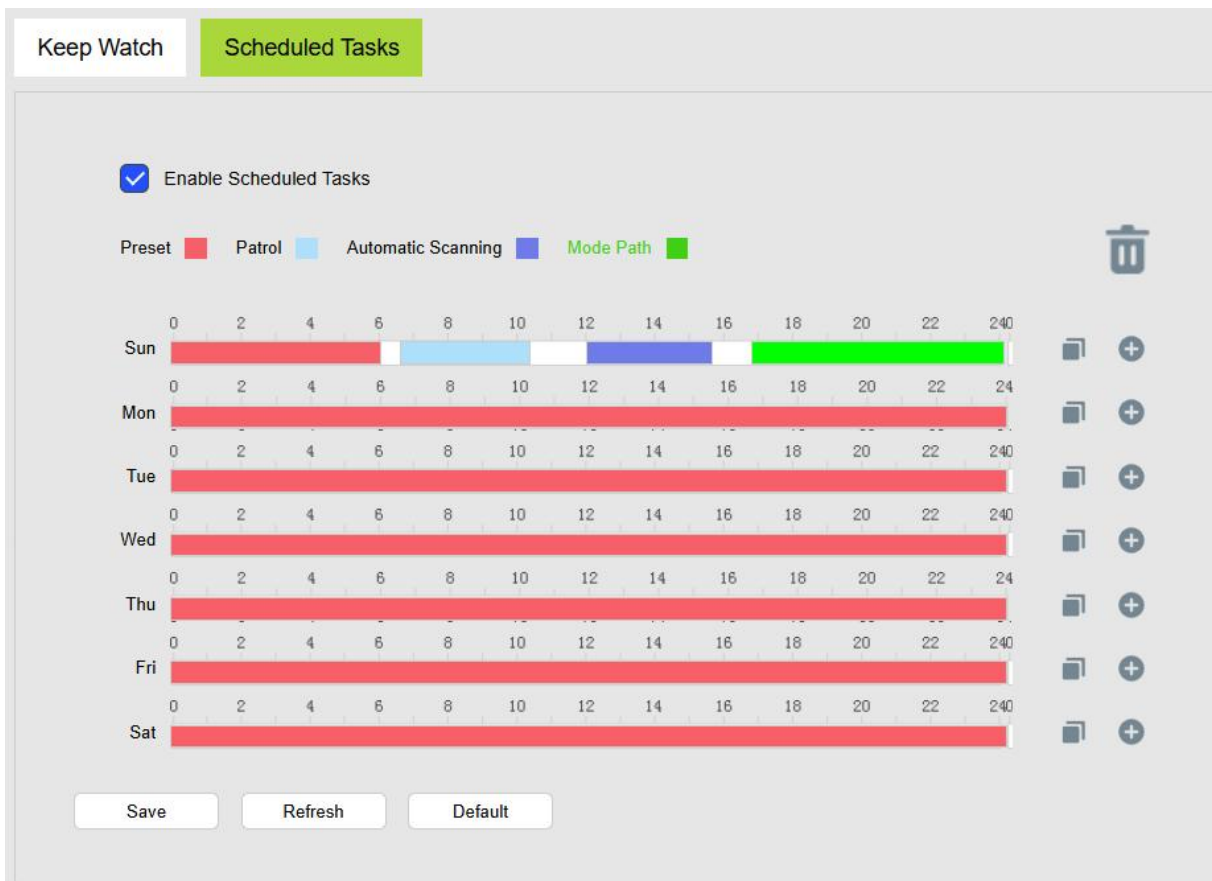 Keep Watch Scheduled Tasks
Enable Scheduled Tasks
Preset Patrol Automatic Scanning Mode Path
0 2 4 6 8 10 12 14 16 18 20 22 240
Sun
0 2 4 6 8 10 12 14 16 18 20 22 24
Mon
0 2 4 6 8 10 12 14 16 18 20 22 240
Tue
0 2 4 6 8 10 12 14 16 18 20 22 240
Wed
0 2 4 6 8 10 12 14 16 18 20 22 24
Thu
0 2 4 6 8 10 12 14 16 18 20 22 240
Fri
0 2 4 6 8 10 12 14 16 18 20 22 240
Sat
Save Refresh Default